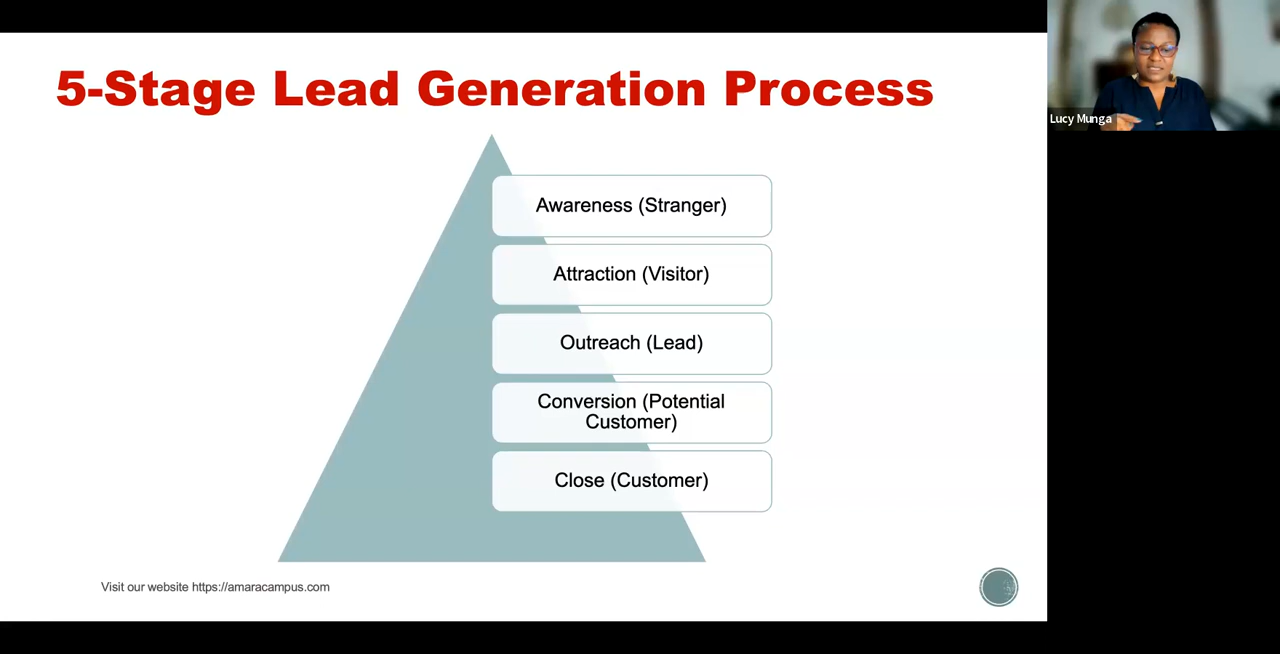 5-Stage Lead Generation Process
Lucy Munga
Awareness (Stranger)
Attraction (Visitor)
Outreach (Lead)
Conversion (Potential
Customer)
Close (Customer)
Visit our website https://amaracampus.com